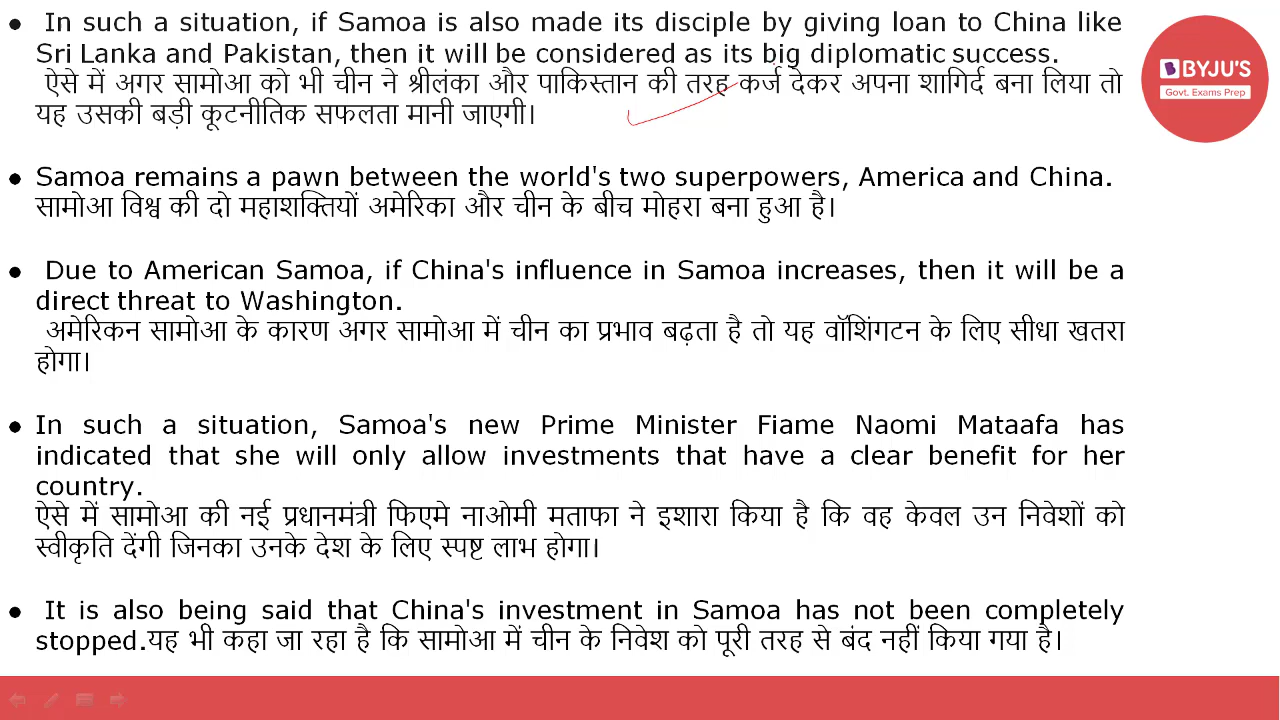 • In such a situation, if Samoa is also made its disciple by giving loan to China like
Sri Lanka and Pakistan, then it will be considered as its big diplomatic success.
ऐसे में अगर सामोआ को भी चीन ने श्रीलंका और पाकिस्तान की तरह कर्ज देकर अपना शागिर्द बना लिया तो
यह उसकी बड़ी कूटनीतिक सफलता मानी जाएगी।
• Samoa remains a pawn between the world's two superpowers, America and China.
सामोआ विश्व की दो महाशक्तियों अमेरिका और चीन के बीच मोहरा बना हुआ है।
• Due to American Samoa, if China's influence in Samoa increases, then it will be a
direct threat to Washington.
अमेरिकन सामोआ के कारण अगर सामोआ में चीन का प्रभाव बढ़ता है तो यह वॉशिंगटन के लिए सीधा खतरा
होगा।
• In such a situation, Samoa's new Prime Minister Fiame Naomi Mataafa has
indicated that she will only allow investments that have a clear benefit for her
country.
ऐसे में सामोआ की नई प्रधानमंत्री फिएमे नाओमी मताफा ने इशारा किया है कि वह केवल उन निवेशों को
स्वीकृति देंगी जिनका उनके देश के लिए स्पष्ट लाभ होगा।
• It is also being said that China's investment in Samoa has not been completely
stopped.यह भी कहा जा रहा है कि सामोआ में चीन के निवेश को पूरी तरह से बंद नहीं किया गया है।
BYJU'S
Govt. Exams Prep